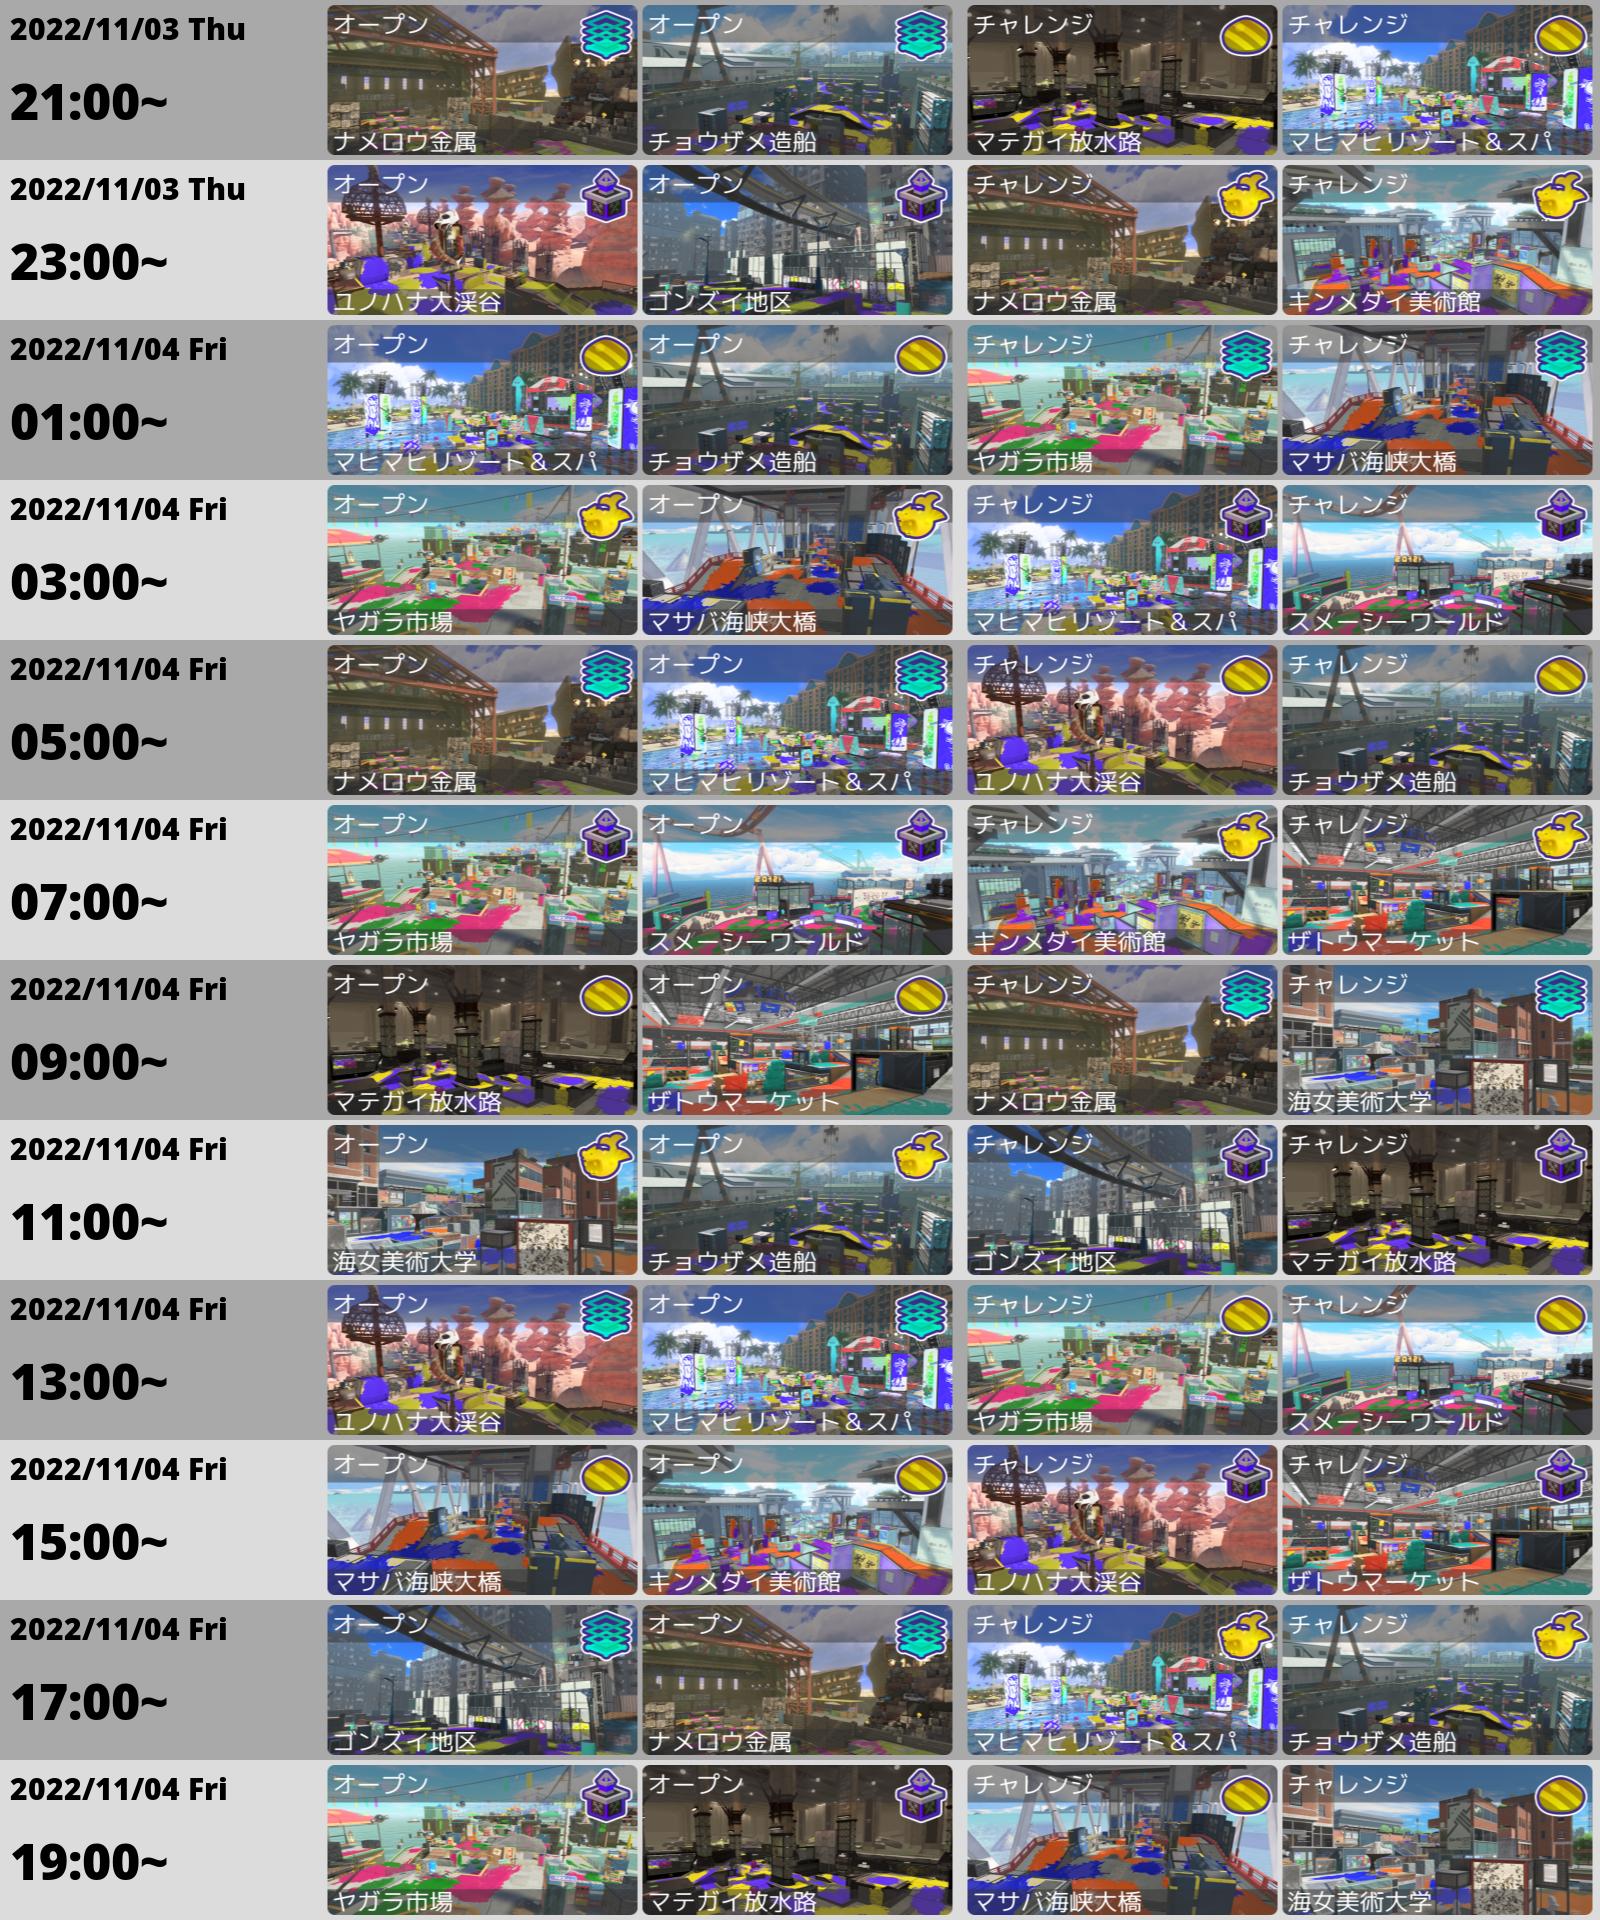 2022/11/03 Thu
21:00~
オープン
ナメロウ金属
オープン
チョウザメ造船
チャレンジ
マテガイ放水路
チャレンジ
マヒマヒリゾート＆スパ
2022/11/03 Thu
23:00~
オープン
ユノハナ大渓谷
オープン
ゴンズイ地区
チャレンジ
ナメロウ金属
チャレンジ
キンメダイ美術館
2022/11/04 Fri
01:00~
オープン
マヒマヒリゾート＆スパ
オープン
チョウザメ造船
チャレンジ
ヤガラ市場
チャレンジ
マサバ海峡大橋
2022/11/04 Fri
03:00~
オープン
ヤガラ市場
オープン
マサバ海峡大橋
チャレンジ
マヒマヒリゾート＆スパ
チャレンジ
スメーシーワールド
2022/11/04 Fri
05:00~
オープン
ナメロウ金属
オープン
マヒマヒリゾート＆スパ
チャレンジ
ユノハナ大渓谷
チャレンジ
チョウザメ造船
2022/11/04 Fri
07:00~
オープン
ヤガラ市場
オープン
スメーシーワールド
チャレンジ
キンメダイ美術館
チャレンジ
ザトウマーケット
2022/11/04 Fri
09:00~
オープン
マテガイ放水路
オープン
ザトウマーケット
チャレンジ
ナメロウ金属
チャレンジ
海女美術大学
2022/11/04 Fri
11:00~
オープン
海女美術大学
オープン
チョウザメ造船
チャレンジ
ゴンズイ地区
チャレンジ
マテガイ放水路
2022/11/04 Fri
13:00~
オープン
ユノハナ大渓谷
オープン
マヒマヒリゾート＆スパ
チャレンジ
ヤガラ市場
チャレンジ
スメーシーワールド
2022/11/04 Fri
15:00~
オープン
マサバ海峡大橋
オープン
キンメダイ美術館
チャレンジ
ユノハナ大渓谷
チャレンジ
ザトウマーケット
2022/11/04 Fri
17:00~
オープン
ゴンズイ地区
オープン
ナメロウ金属
チャレンジ
マヒマヒリゾート＆スパ
チャレンジ
チョウザメ造船
2022/11/04 Fri
19:00~
オープン
ヤガラ市場
オープン
マテガイ放水路
チャレンジ
マサバ海峡大橋
チャレンジ
海女美術大学